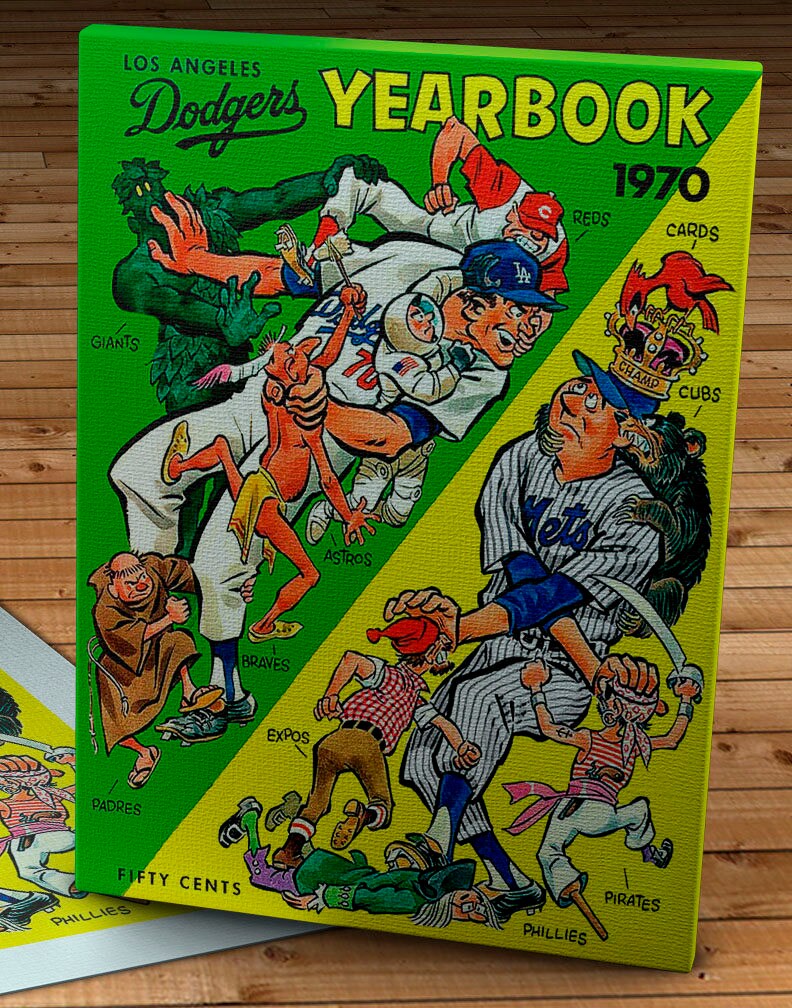 LOS ANGELES
Dodgers
YEARBOOK
1970
REDS
CARDS
GIANTS
C
LA
Dodgers
70
CHAMP
CUBS
Mets
ASTROS
BRAVES
EXPOS
PADRES
FIFTY CENTS
PIRATES
PHILLIES
PHILLIES